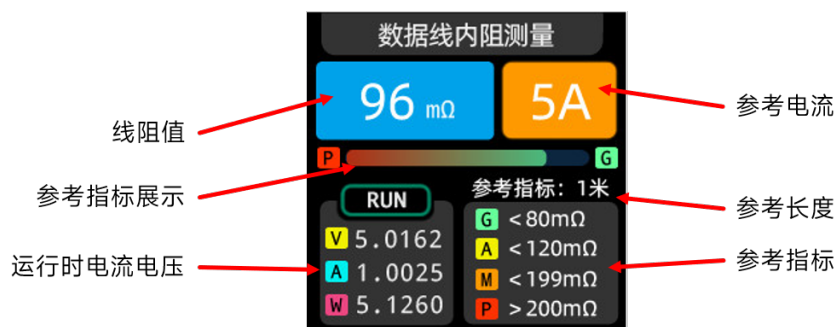 数据线内阻测量
96 mΩ
5A
P
G
参考指标：1米
RUN
V 5.0162
A 1.0025
W 5.1260
G <80mΩ
A <120mΩ
M <199mΩ
P >200mΩ
线阻值
参考指标展示
运行时电流电压
参考电流
参考长度
参考指标